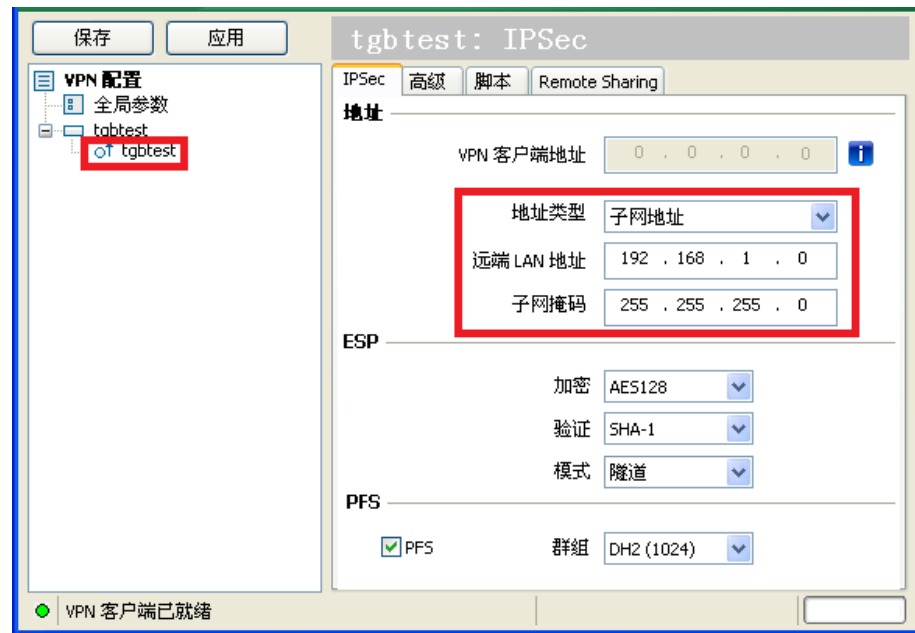 保存 应用
tgbtest: IPSec
VPN 配置
全局参数
tgbtest
tgbtest
IPSec 高级 脚本 Remote Sharing
地址
VPN 客户端地址 0 . 0 . 0 . 0
地址类型 子网地址
远端 LAN 地址 192 . 168 . 1 . 0
子网掩码 255 . 255 . 255 . 0
ESP
加密 AES128
验证 SHA-1
模式 隧道
PFS
PFS 群组 DH2 (1024)
VPN 客户端已就绪